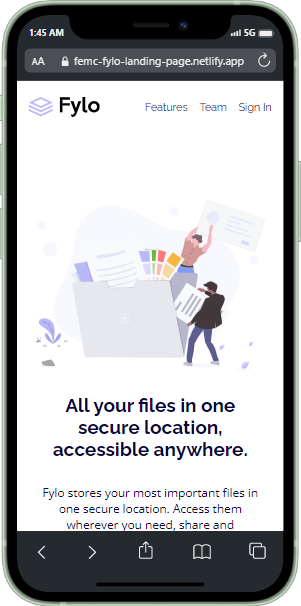 1:45 AM
5G
AA femc-fylo-landing-page.netlify.app
Fylo Features Team Sign In
All your files in one
secure location,
accessible anywhere.
Fylo stores your most important files in
one secure location. Access them
wherever you need, share and